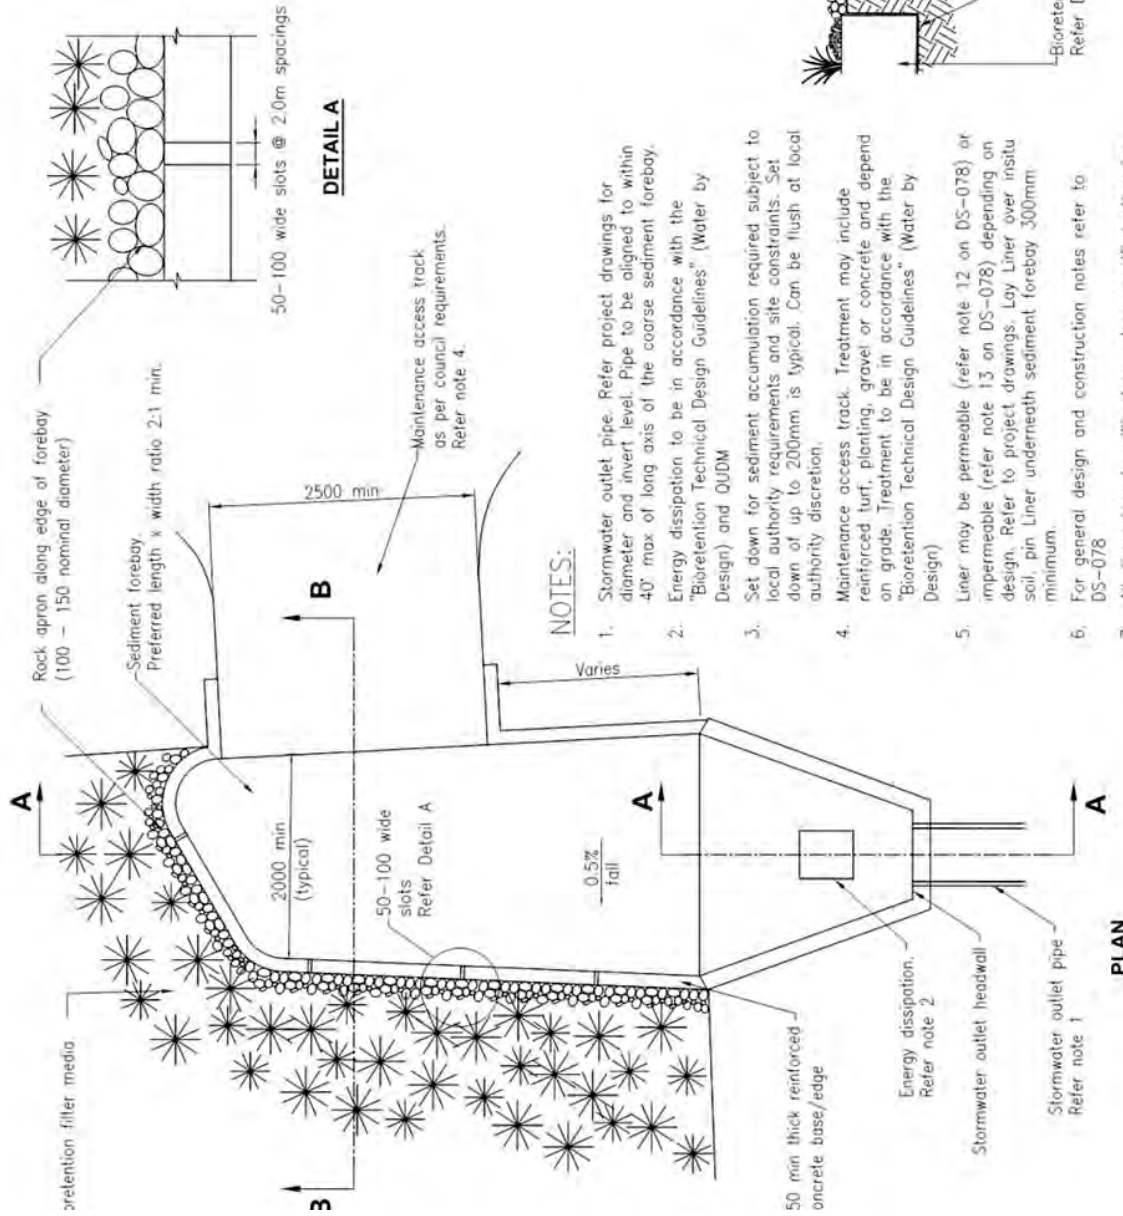 Rock apron along edge of forebay
(100 - 150 nominal diameter)
Sediment forebay.
Preferred length x width ratio 2:1 min.
50-100 wide slots @ 2.0m spacings
DETAIL A
A
2500 min
Maintenance access track
as per council requirements.
Refer note 4.
B
2000 min
(typical)
50-100 wide
slots
Refer Detail A
filter media
B
Varies
A
0.5%
fall
thick reinforced
base/edge
Energy dissipation.
Refer note 2
Stormwater outlet headwall
Stormwater outlet pipe
Refer note 1
A
PLAN
NOTES:
1. Stormwater outlet pipe. Refer project drawings for
diameter and invert level. Pipe to be aligned to within
40° max of long axis of the coarse sediment forebay.
2. Energy dissipation to be in accordance with the
"Bioretention Technical Design Guidelines" (Water by
Design) and QUDM
3. Set down for sediment accumulation required subject to
local authority requirements and site constraints. Set
down of up to 200mm is typical. Can be flush at local
authority discretion.
4. Maintenance access track. Treatment may include
reinforced turf, planting, gravel or concrete and depend
on grade. Treatment to be in accordance with the
"Bioretention Technical Design Guidelines" (Water by
Design)
5. Liner may be permeable (refer note 12 on DS-078) or
impermeable (refer note 13 on DS-078) depending on
design. Refer to project drawings. Lay Liner over insitu
soil, pin Liner underneath sediment forebay 300mm
minimum.
6. For general design and construction notes refer to
DS-078
Refer